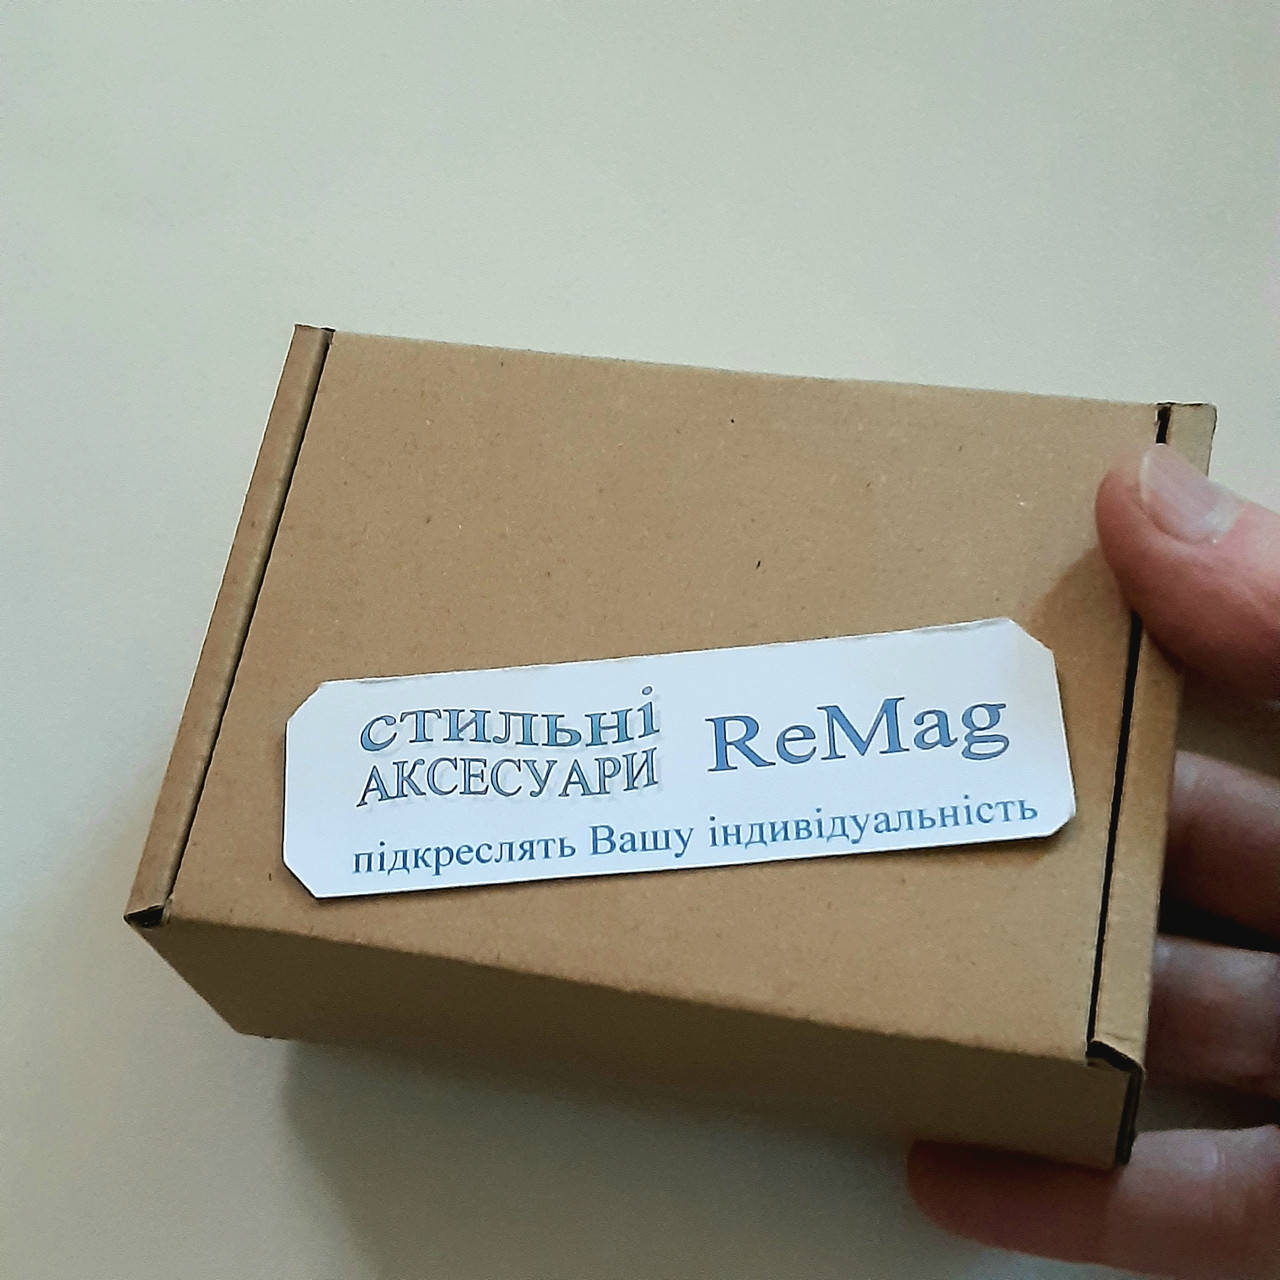 стильні
АКСЕСУАРИ
ReMag
підкреслять Вашу індивідуальність